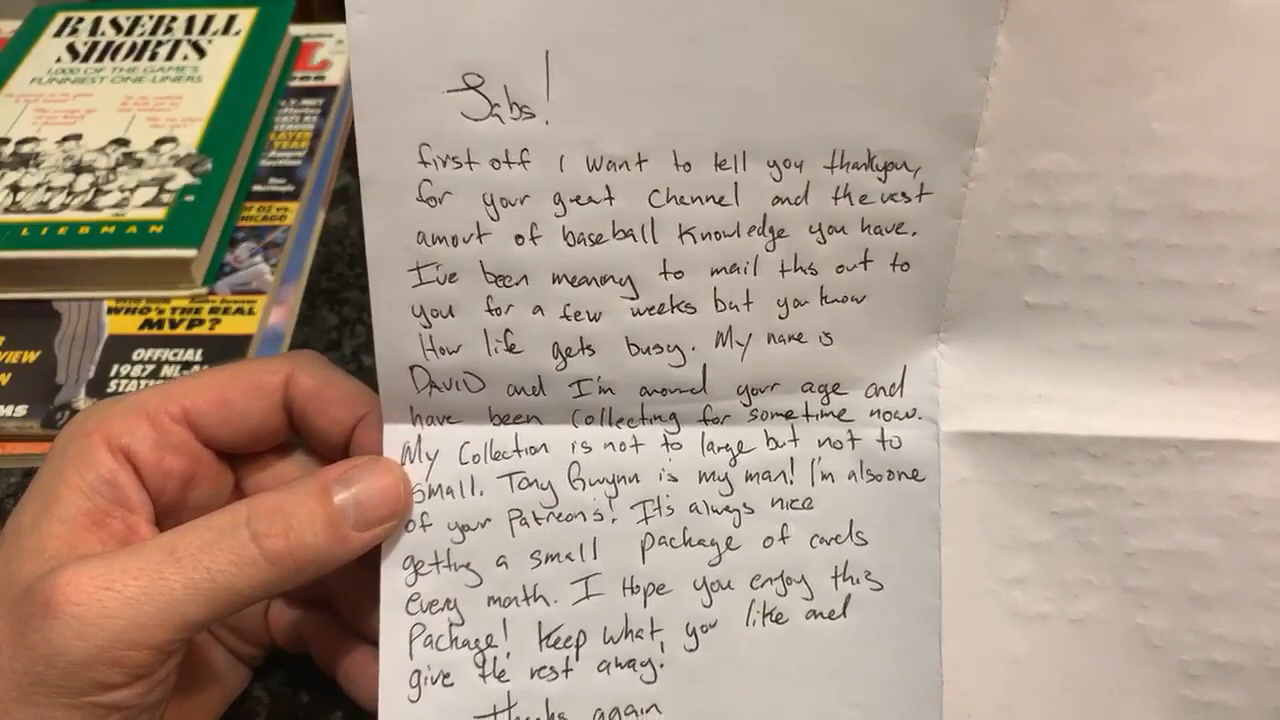 BASEBALL
SHORTS
1,000 OF THE GAME'S
FUNNIEST ONE-LINERS
LIEBMAN
WHO'S THE REAL
MVP?
OFFICIAL
1987 NL-AL
Sabs!
first off I want to tell you thankyou,
for your great channel and the vast
amout of baseball Knowledge you have.
I've been meaning to mail this out to
you for a few weeks but you know
How life gets busy. My name is
DAVID and I'm around your age and
have been Collecting for sometime now.
My Collection is not to large but not to
small. Tony Gwynn is my man! I'm also one
of your Patreons! It's always nice
getting a small package of cards
every month. I Hope you enjoy this
Package! Keep what you like and
give the rest away!
Thanks again